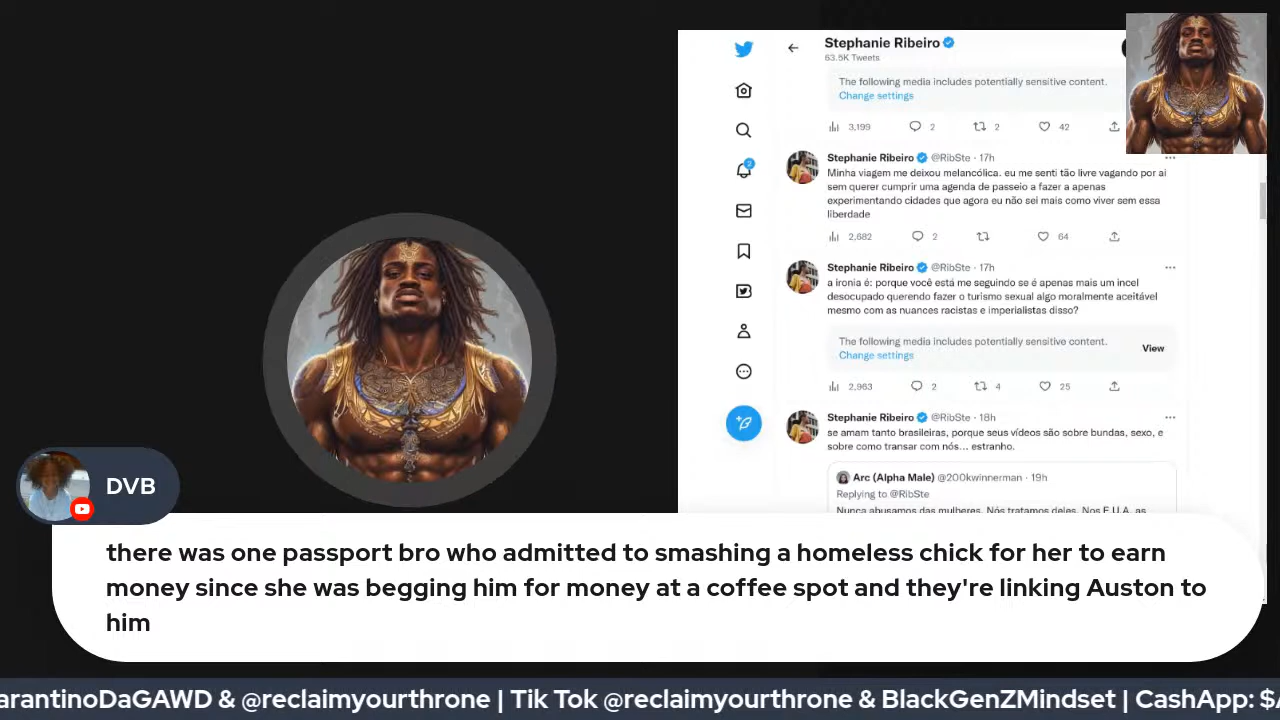 Stephanie Ribeiro
63.5K Tweets
The following media includes potentially sensitive content.
Change settings
3,199 2 2 42
Stephanie Ribeiro @RibSte · 17h
Minha viagem me deixou melancólica. eu me senti tão livre vagando por ai
sem querer cumprir uma agenda de passeio a fazer a apenas
experimentando cidades que agora eu não sei mais como viver sem essa
liberdade
2,682 2 64
Stephanie Ribeiro @RibSte · 17h
a ironia é: porque você está me seguindo se é apenas mais um incel
desocupado querendo fazer o turismo sexual algo moralmente aceitável
mesmo com as nuances racistas e imperialistas disso?
The following media includes potentially sensitive content.
Change settings
View
2,963 2 4 25
Stephanie Ribeiro @RibSte · 18h
se amam tanto brasileiras, porque seus vídeos são sobre bundas, sexo, e
sobre como transar com nós... estranho.
Arc (Alpha Male) @200kwinnerman · 19h
Replying to @RibSte
Nunca abusamos das mulheres. Nós tratamos deles. Nos E.U.A. as
2
DVB
there was one passport bro who admitted to smashing a homeless chick for her to earn
money since she was begging him for money at a coffee spot and they're linking Auston to
him
arantinoDaGAWD & @reclaimyourthrone | Tik Tok @reclaimyourthrone & BlackGenZMindset | CashApp: $